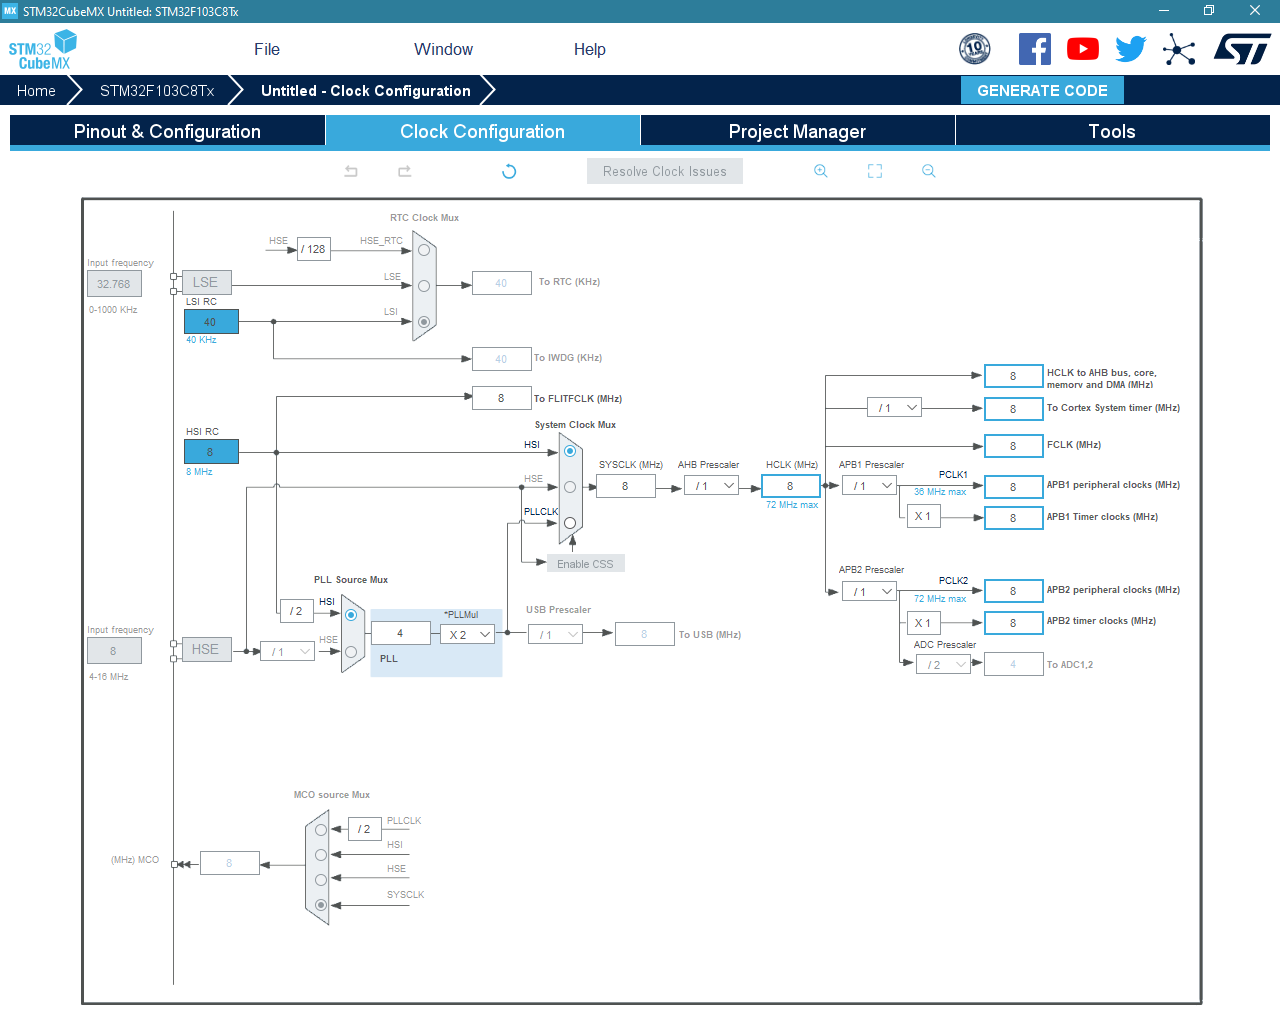 MX STM32CubeMX Untitled: STM32F103C8Tx
STM32 CubeMX
File Window Help
10
Home STM32F103C8Tx Untitled - Clock Configuration GENERATE CODE
Pinout & Configuration Clock Configuration Project Manager Tools
Resolve Clock Issues
RTC Clock Mux
HSE / 128 HSE_RTC
Input frequency
32.768
0-1000 KHz
LSE
LSE
40
To RTC (KHz)
LSI RC
40
40 KHz
LSI
40
To IWDG (KHz)
8
To FLITFCLK (MHz)
HSI RC
8
8 MHz
System Clock Mux
HSI
HSE
PLLCLK
Enable CSS
SYSCLK (MHz)
8
AHB Prescaler
/ 1
HCLK (MHz)
8
72 MHz max
8
HCLK to AHB bus, core,
memory and DMA (MHz)
/ 1
8
To Cortex System timer (MHz)
8
FCLK (MHz)
APB1 Prescaler
/ 1
PCLK1
36 MHz max
8
APB1 peripheral clocks (MHz)
X 1
8
APB1 Timer clocks (MHz)
APB2 Prescaler
/ 1
PCLK2
72 MHz max
8
APB2 peripheral clocks (MHz)
X 1
8
APB2 timer clocks (MHz)
ADC Prescaler
/ 2
4
To ADC1,2
PLL Source Mux
/ 2
HSI
Input frequency
8
4-16 MHz
HSE
/ 1
HSE
4
*PLLMul
X 2
PLL
USB Prescaler
/ 1
8
To USB (MHz)
MCO source Mux
/ 2
PLLCLK
HSI
HSE
SYSCLK
(MHz) MCO
8